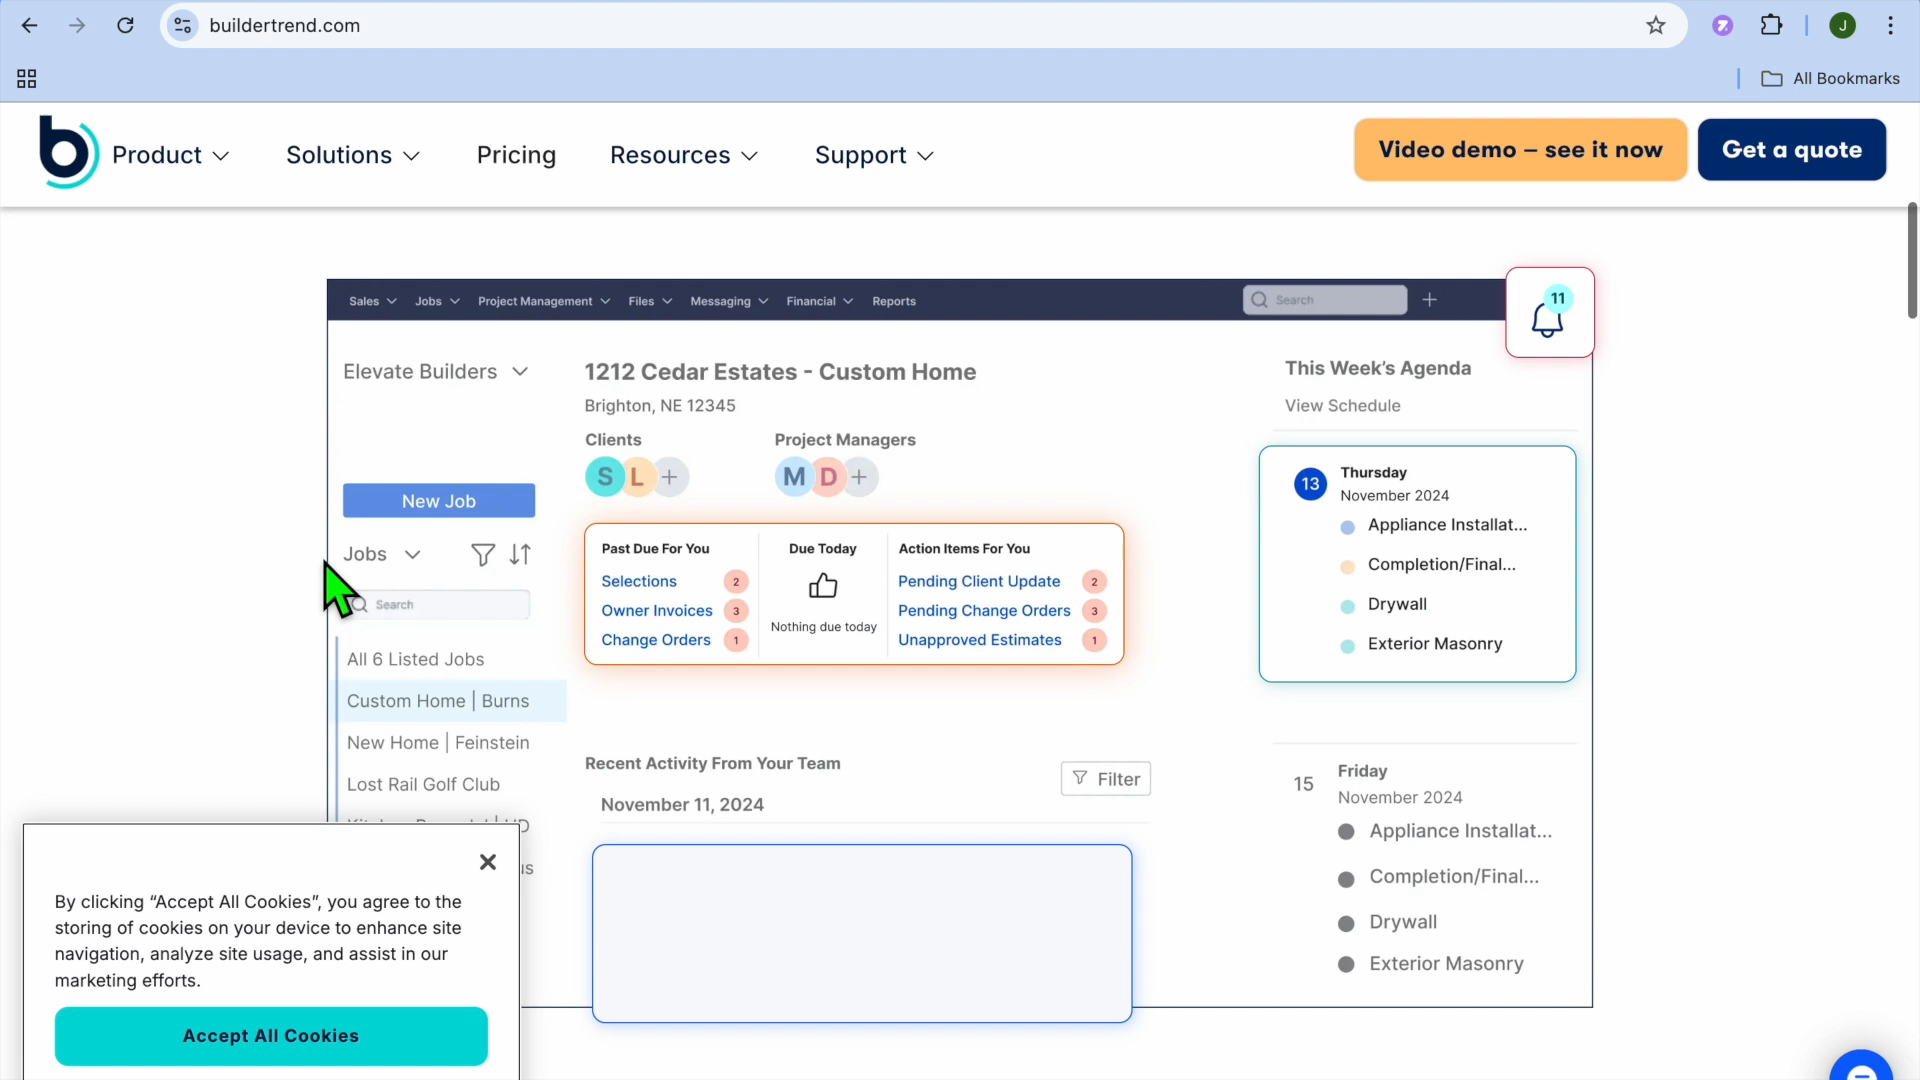 buildertrend.com
J
All Bookmarks
b
Product
Solutions
Pricing
Resources
Support
Video demo – see it now
Get a quote
Sales
Jobs
Project Management
Files
Messaging
Financial
Reports
Search
11
Elevate Builders
1212 Cedar Estates - Custom Home
Brighton, NE 12345
Clients
Project Managers
S
L
M
D
New Job
Jobs
Search
All 6 Listed Jobs
Custom Home | Burns
New Home | Feinstein
Lost Rail Golf Club
Past Due For You
Selections 2
Owner Invoices 3
Change Orders 1
Due Today
Nothing due today
Action Items For You
Pending Client Update 2
Pending Change Orders 3
Unapproved Estimates 1
Recent Activity From Your Team
Filter
November 11, 2024
This Week's Agenda
View Schedule
13
Thursday
November 2024
Appliance Installat...
Completion/Final...
Drywall
Exterior Masonry
15
Friday
November 2024
Appliance Installat...
Completion/Final...
Drywall
Exterior Masonry
By clicking “Accept All Cookies”, you agree to the
storing of cookies on your device to enhance site
navigation, analyze site usage, and assist in our
marketing efforts.
Accept All Cookies